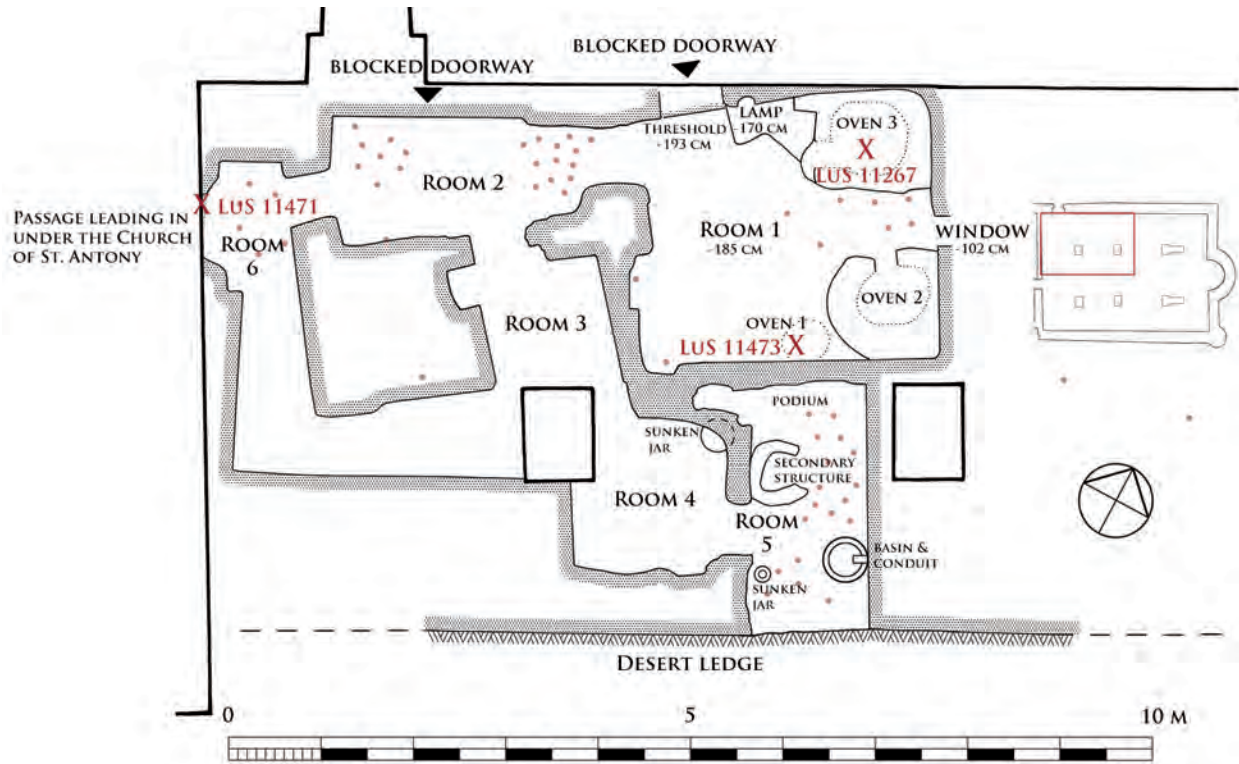 BLOCKED DOORWAY
BLOCKED DOORWAY
LAMP
-170 CM
THRESHOLD
-193 CM
OVEN 3
X
LUS 11267
ROOM 2
X LUS 11471
PASSAGE LEADING IN
UNDER THE CHURCH
OF ST. ANTONY
ROOM
6
ROOM 1
-185 CM
WINDOW
-102 CM
OVEN 2
ROOM 3
OVEN 1
LUS 11473 X
PODIUM
SUNKEN
JAR
SECONDARY
STRUCTURE
ROOM 4
ROOM
5
BASIN &
CONDUIT
SUNKEN
JAR
DESERT LEDGE
0 5 10 M